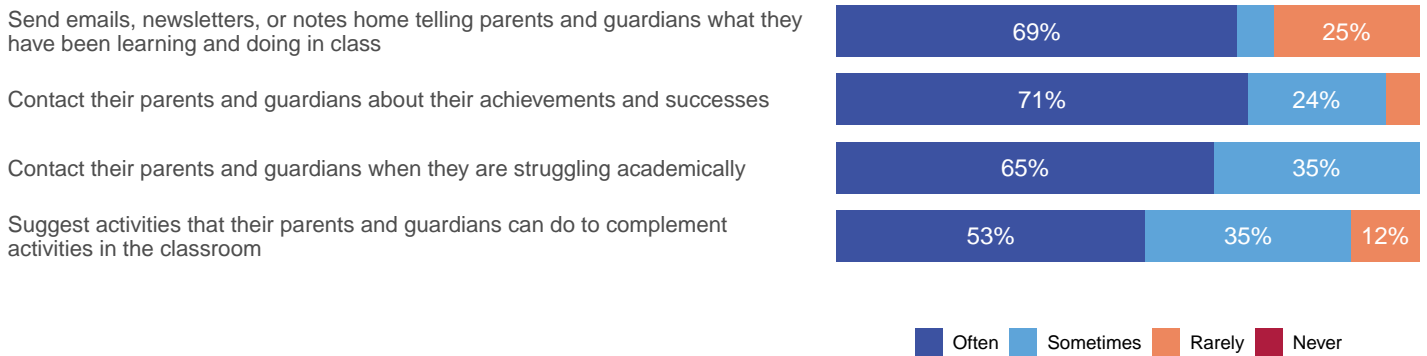 Send emails, newsletters, or notes home telling parents and guardians what they
have been learning and doing in class
69% 25%
Contact their parents and guardians about their achievements and successes
71% 24%
Contact their parents and guardians when they are struggling academically
65% 35%
Suggest activities that their parents and guardians can do to complement
activities in the classroom
53% 35% 12%
Often Sometimes Rarely Never